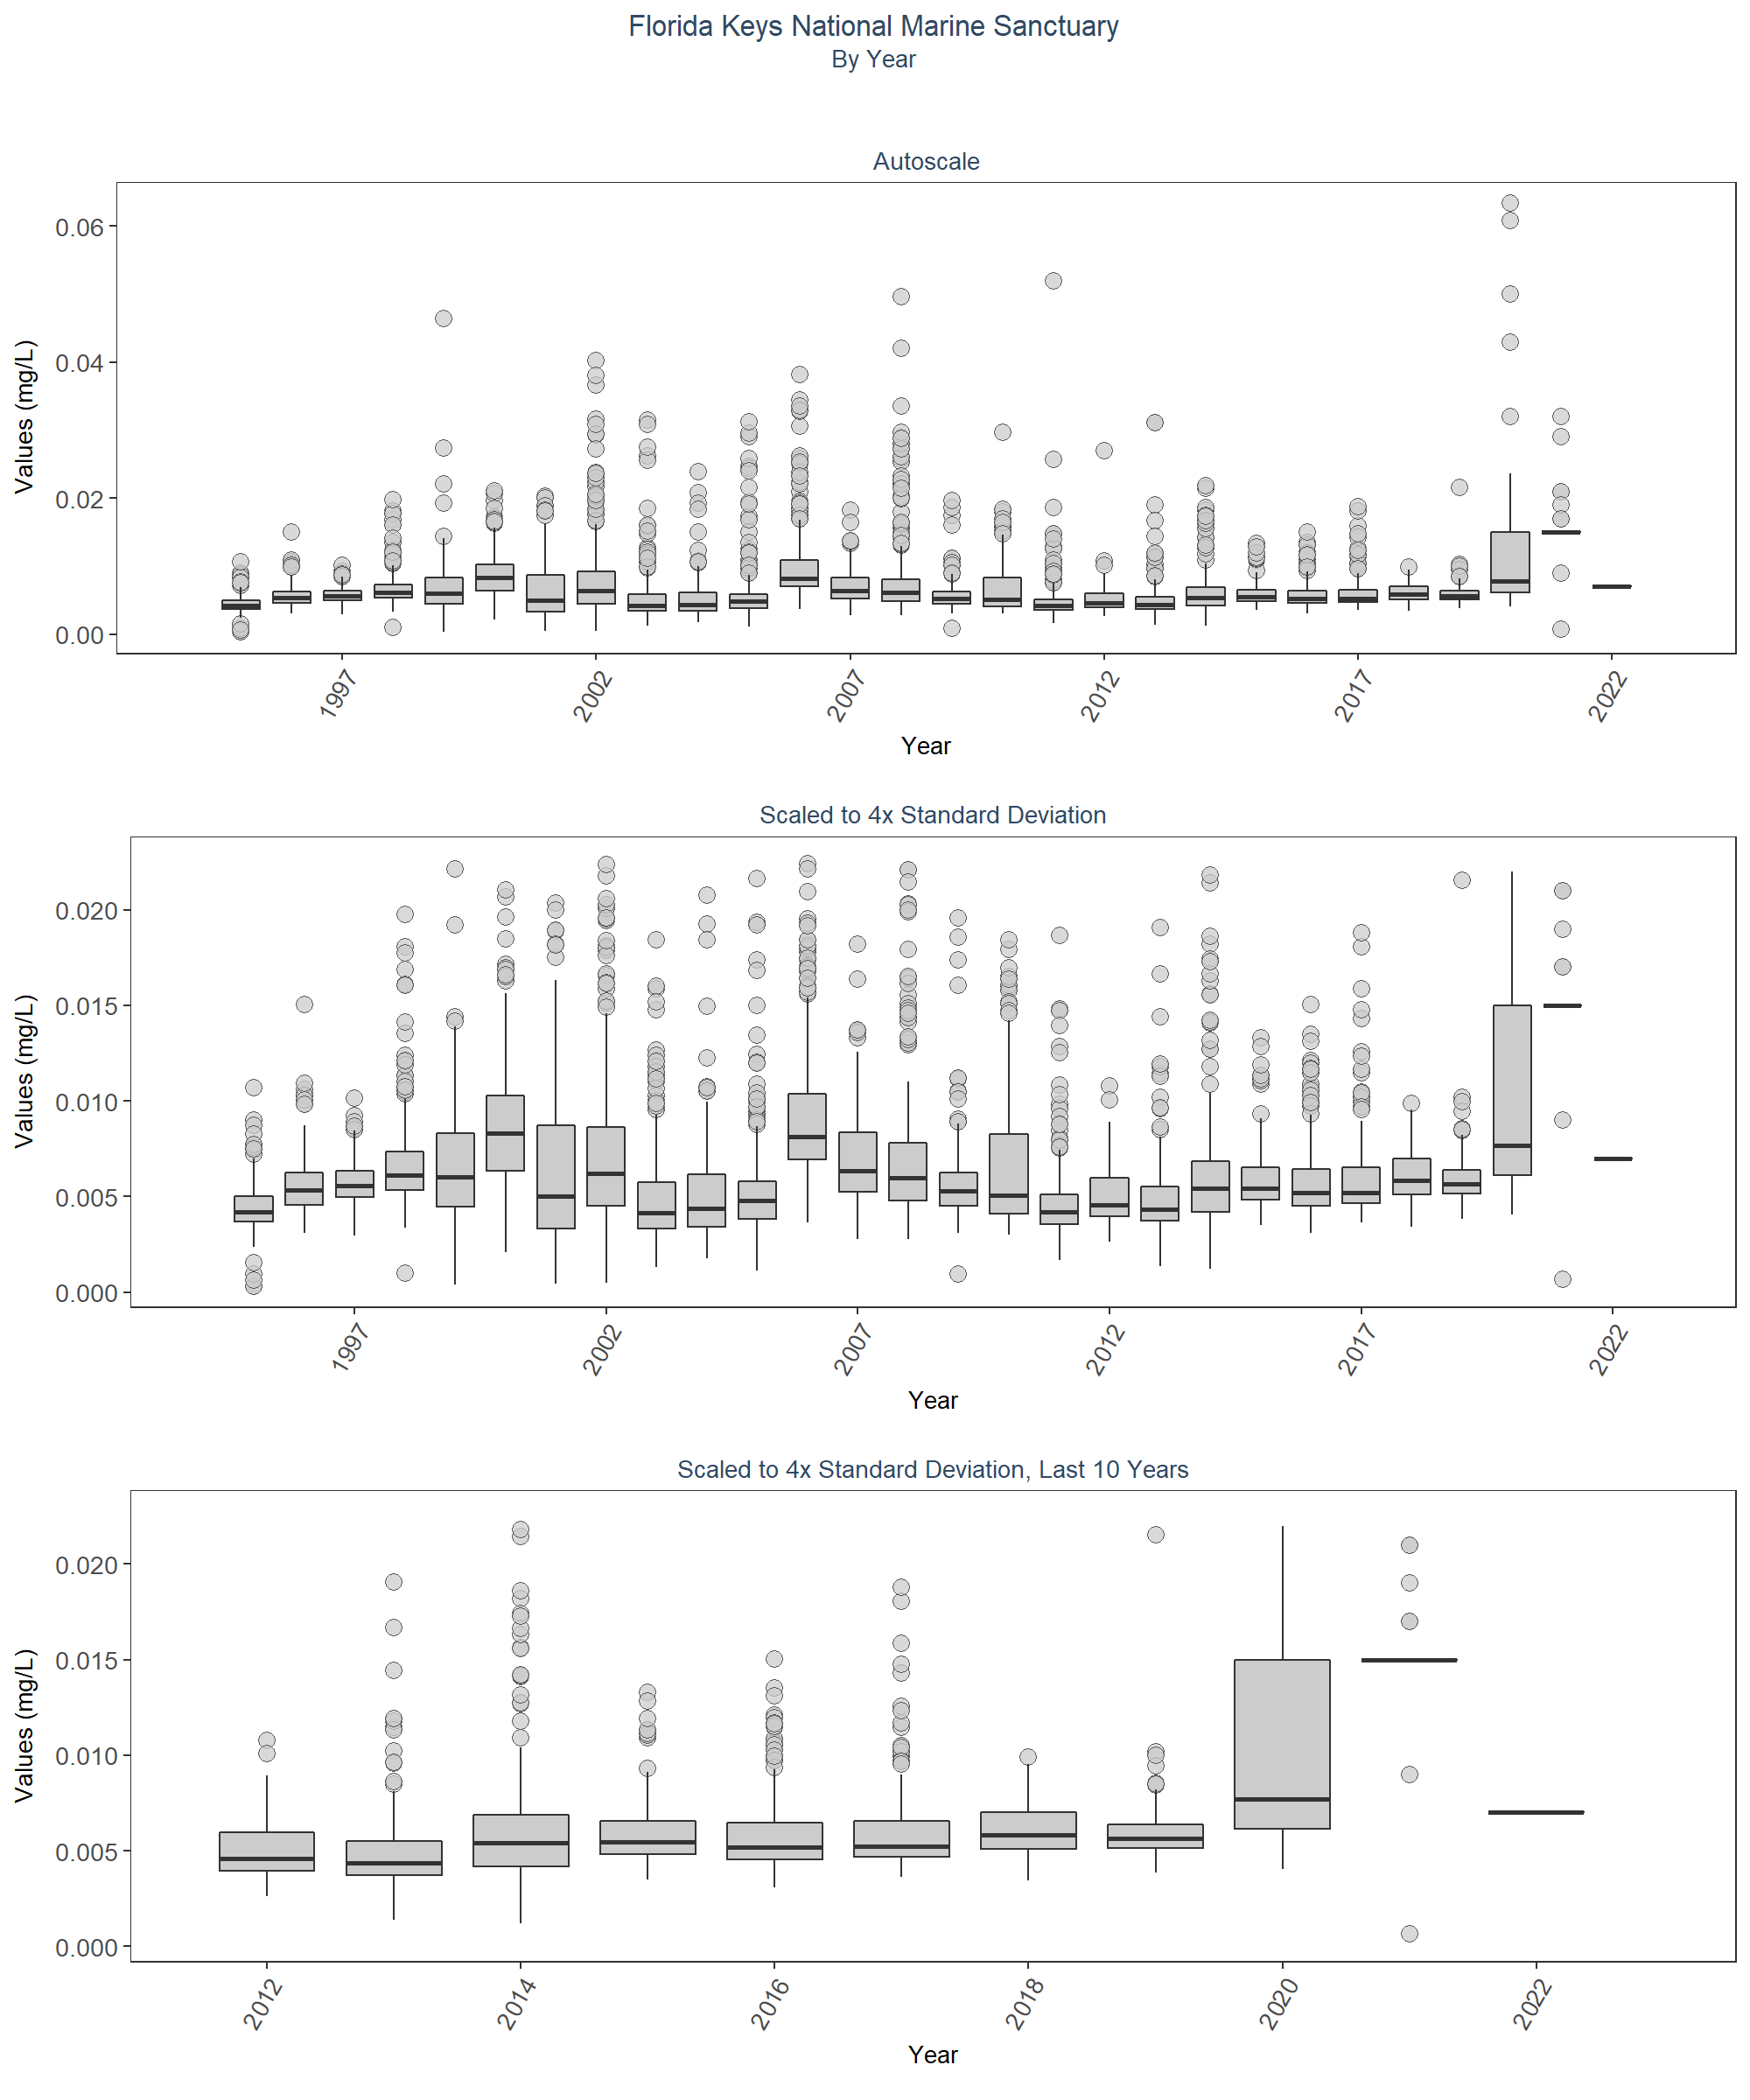 Florida Keys National Marine Sanctuary
By Year
Autoscale
Values (mg/L)
0.06
0.04
0.02
0.00
1997
2002
2007
2012
2017
2022
Year
Scaled to 4x Standard Deviation
Values (mg/L)
0.020
0.015
0.010
0.005
0.000
1997
2002
2007
2012
2017
2022
Year
Scaled to 4x Standard Deviation, Last 10 Years
Values (mg/L)
0.020
0.015
0.010
0.005
0.000
2012
2014
2016
2018
2020
2022
Year